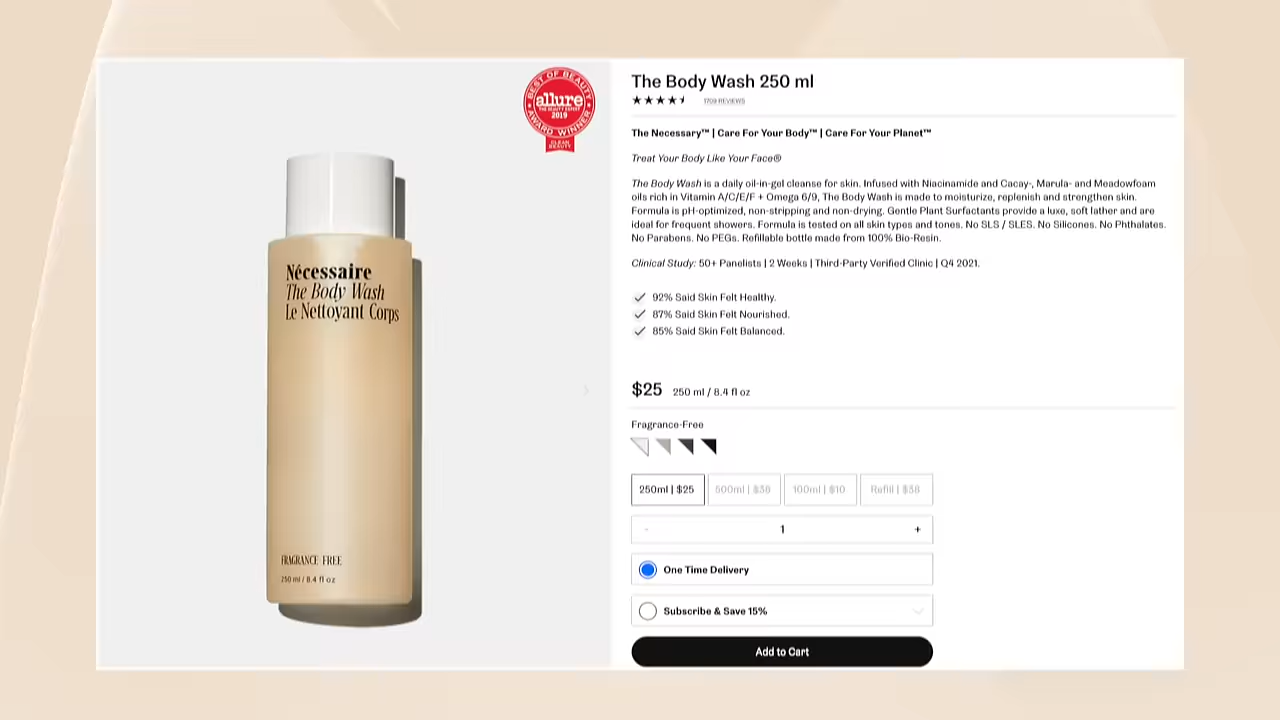 BEST OF BEAUTY
allure
THE BEAUTY EXPERT
2019
AWARD WINNER
CLEAN
BEAUTY
Nécessaire
The Body Wash
Le Nettoyant Corps
FRAGRANCE FREE
250 ml / 8.4 fl oz
The Body Wash 250 ml
1709 REVIEWS
The Necessary™ | Care For Your Body™ | Care For Your Planet™
Treat Your Body Like Your Face®
The Body Wash is a daily oil-in-gel cleanse for skin. Infused with Niacinamide and Cacay-, Marula- and Meadowfoam
oils rich in Vitamin A/C/E/F + Omega 6/9, The Body Wash is made to moisturize, replenish and strengthen skin.
Formula is pH-optimized, non-stripping and non-drying. Gentle Plant Surfactants provide a luxe, soft lather and are
ideal for frequent showers. Formula is tested on all skin types and tones. No SLS / SLES. No Silicones. No Phthalates.
No Parabens. No PEGs. Refillable bottle made from 100% Bio-Resin.
Clinical Study: 50+ Panelists | 2 Weeks | Third-Party Verified Clinic | Q4 2021.
92% Said Skin Felt Healthy.
87% Said Skin Felt Nourished.
85% Said Skin Felt Balanced.
$25 250 ml / 8.4 fl oz
Fragrance-Free
250ml | $25 500ml | $38 100ml | $10 Refill | $38
- 1 +
One Time Delivery
Subscribe & Save 15%
Add to Cart